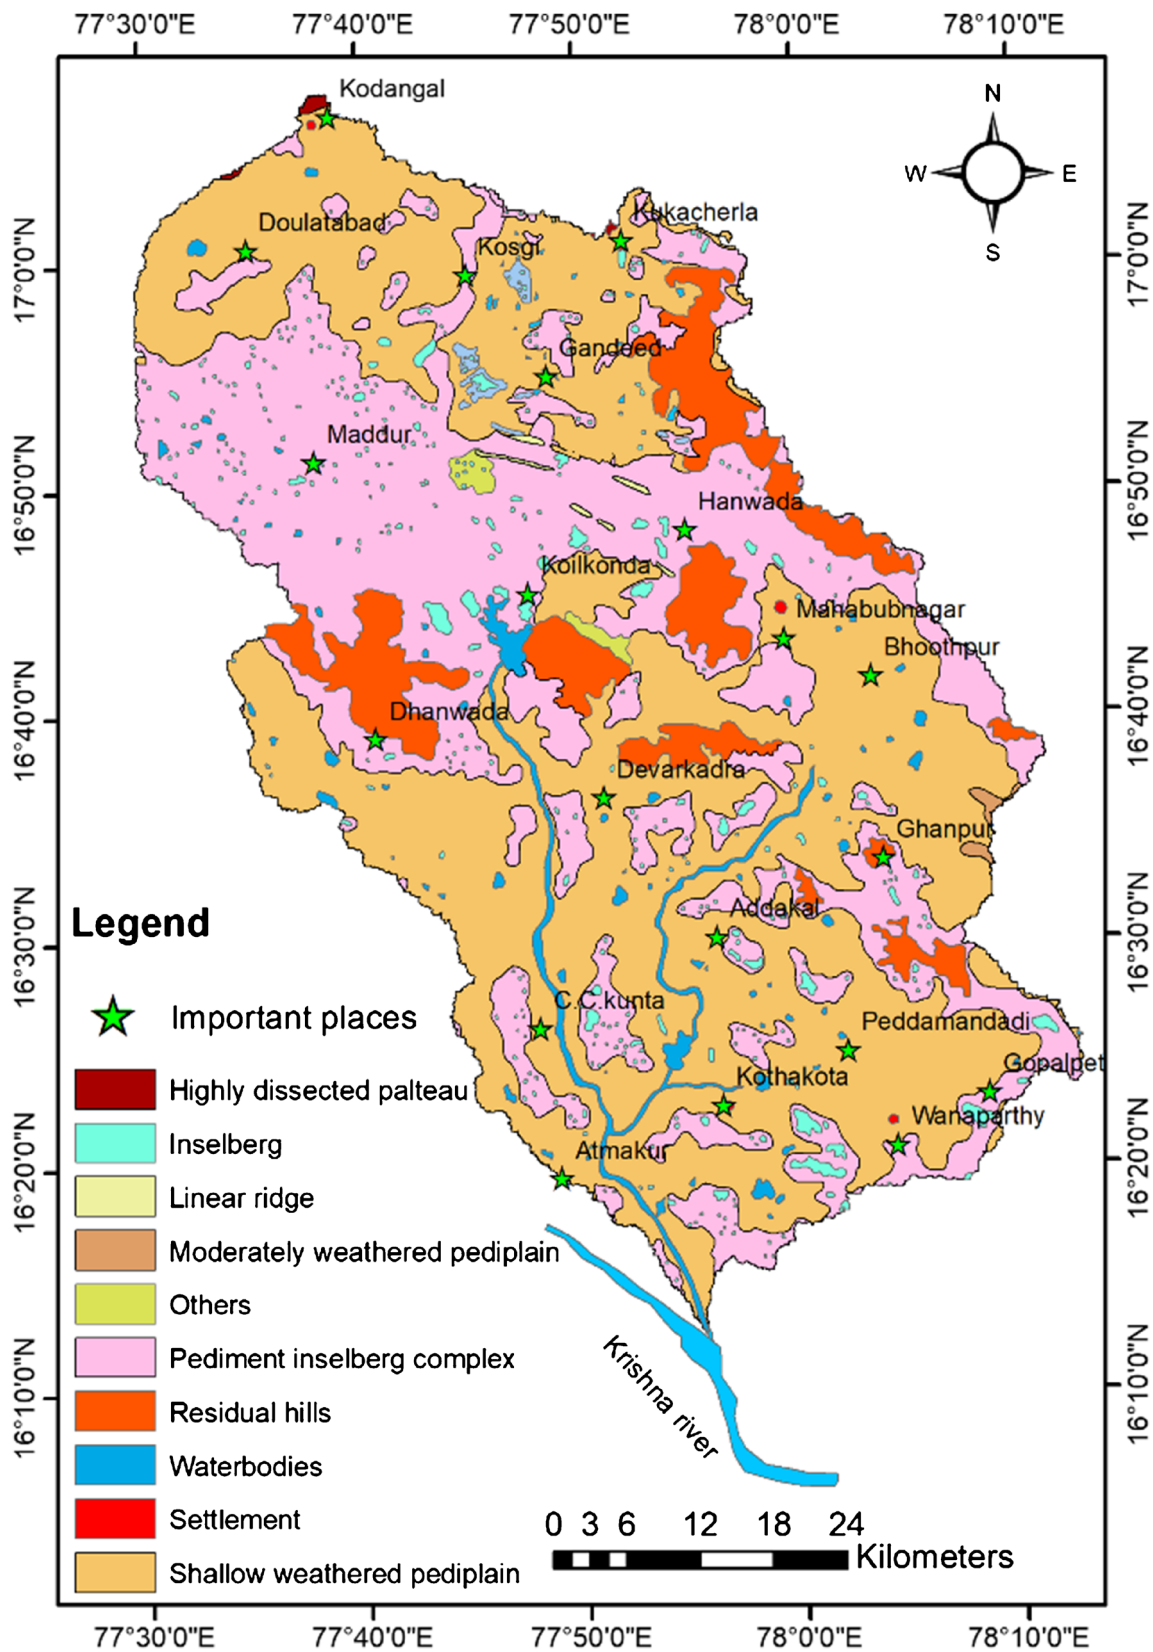 77°30'0"E 77°40'0"E 77°50'0"E 78°0'0"E 78°10'0"E
N
W E
S
Kodangal
Kukacherla
Doulatabad
Kosgi
17°0'0"N
17°0'0"N
Gandeed
Maddur
16°50'0"N
16°50'0"N
Hanwada
Koilkonda
Mahabubnagar
Bhoothpur
16°40'0"N
16°40'0"N
Dhanwada
Devarkadra
Ghanpur
Addakal
16°30'0"N
16°30'0"N
C.C.kunta
Peddamandadi
Gopalpet
Kothakota
Wanaparthy
Atmakur
16°20'0"N
16°20'0"N
Krishna river
16°10'0"N
16°10'0"N
Legend
Important places
Highly dissected palteau
Inselberg
Linear ridge
Moderately weathered pediplain
Others
Pediment inselberg complex
Residual hills
Waterbodies
Settlement
Shallow weathered pediplain
0 3 6 12 18 24
Kilometers
77°30'0"E 77°40'0"E 77°50'0"E 78°0'0"E 78°10'0"E